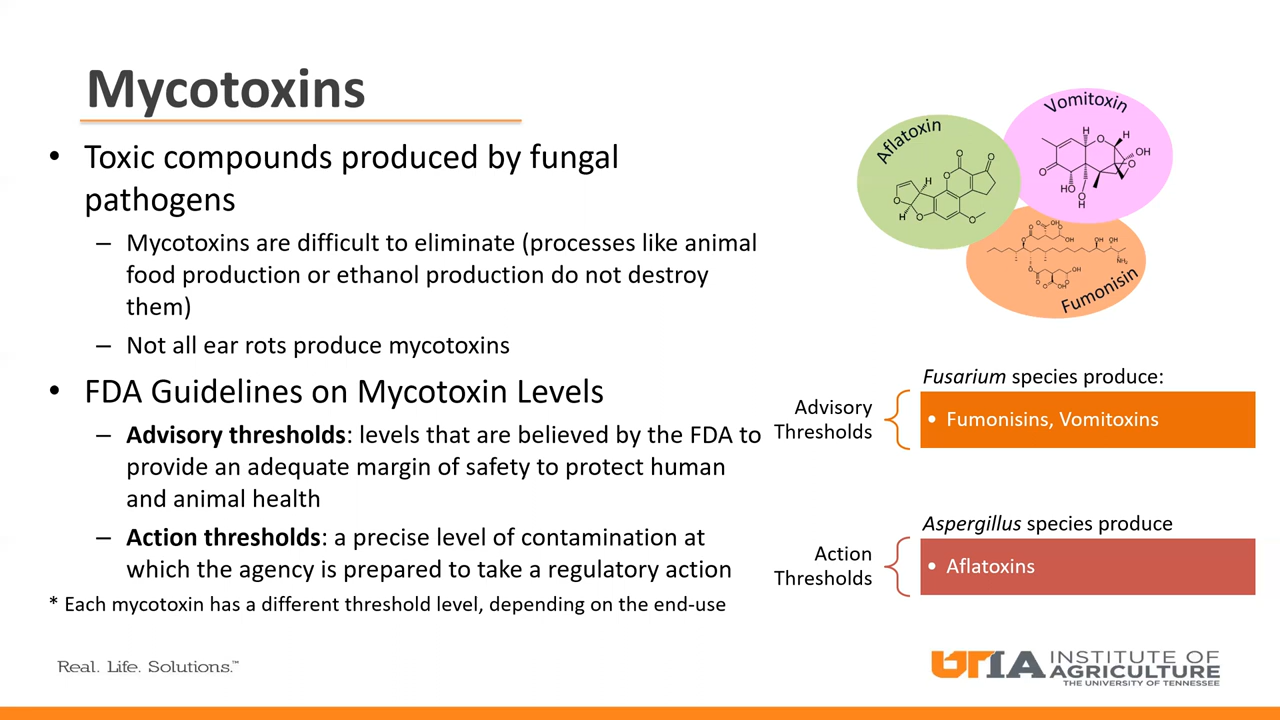 Mycotoxins
• Toxic compounds produced by fungal
pathogens
– Mycotoxins are difficult to eliminate (processes like animal
food production or ethanol production do not destroy
them)
– Not all ear rots produce mycotoxins
• FDA Guidelines on Mycotoxin Levels
– Advisory thresholds: levels that are believed by the FDA to
provide an adequate margin of safety to protect human
and animal health
– Action thresholds: a precise level of contamination at
which the agency is prepared to take a regulatory action
* Each mycotoxin has a different threshold level, depending on the end-use
Aflatoxin
Vomitoxin
Fumonisin
Fusarium species produce:
Advisory
Thresholds
• Fumonisins, Vomitoxins
Aspergillus species produce
Action
Thresholds
• Aflatoxins
Real. Life. Solutions.™
UTIA INSTITUTE OF
AGRICULTURE
THE UNIVERSITY OF TENNESSEE